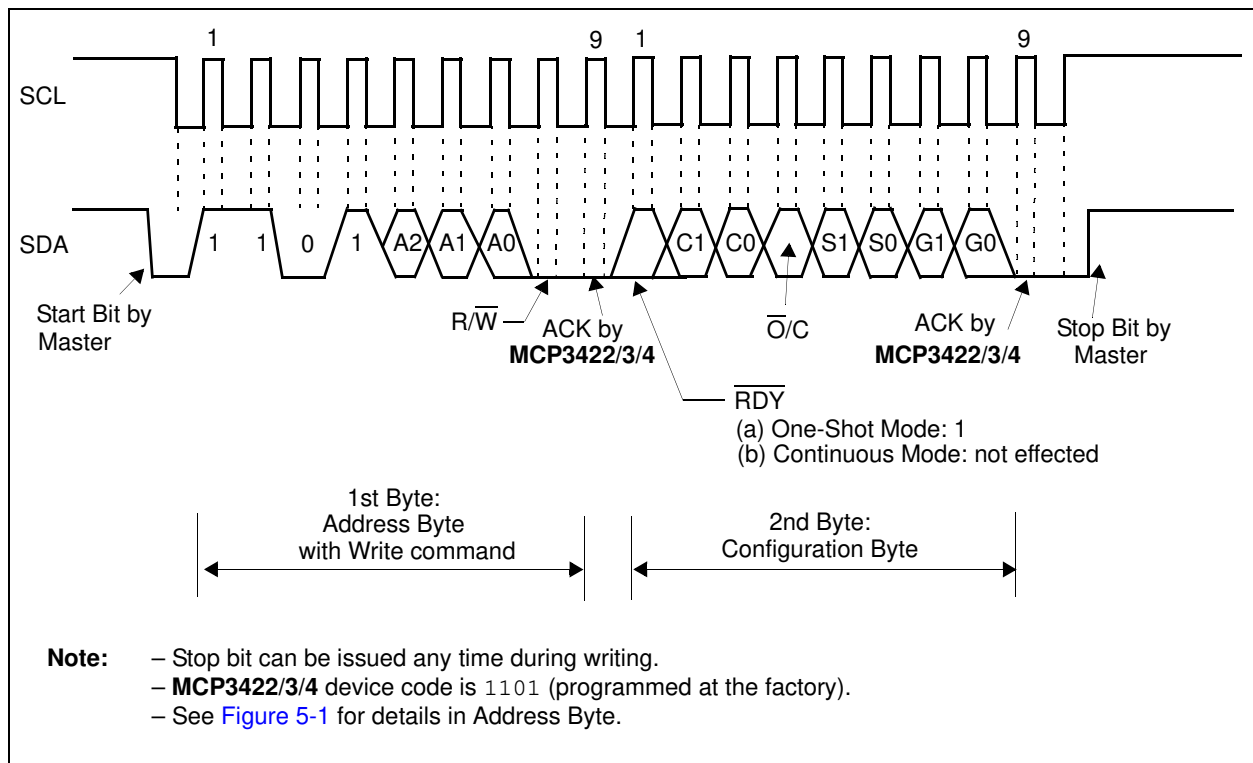 1 9 1 9
SCL
SDA 1 1 0 1 A2 A1 A0 C1 C0 S1 S0 G1 G0
Start Bit by
Master
R/W̅
ACK by
MCP3422/3/4
O̅/C
ACK by
MCP3422/3/4
Stop Bit by
Master
R̅D̅Y̅
(a) One-Shot Mode: 1
(b) Continuous Mode: not effected
1st Byte:
Address Byte
with Write command
2nd Byte:
Configuration Byte
Note: – Stop bit can be issued any time during writing.
– MCP3422/3/4 device code is 1101 (programmed at the factory).
– See Figure 5-1 for details in Address Byte.